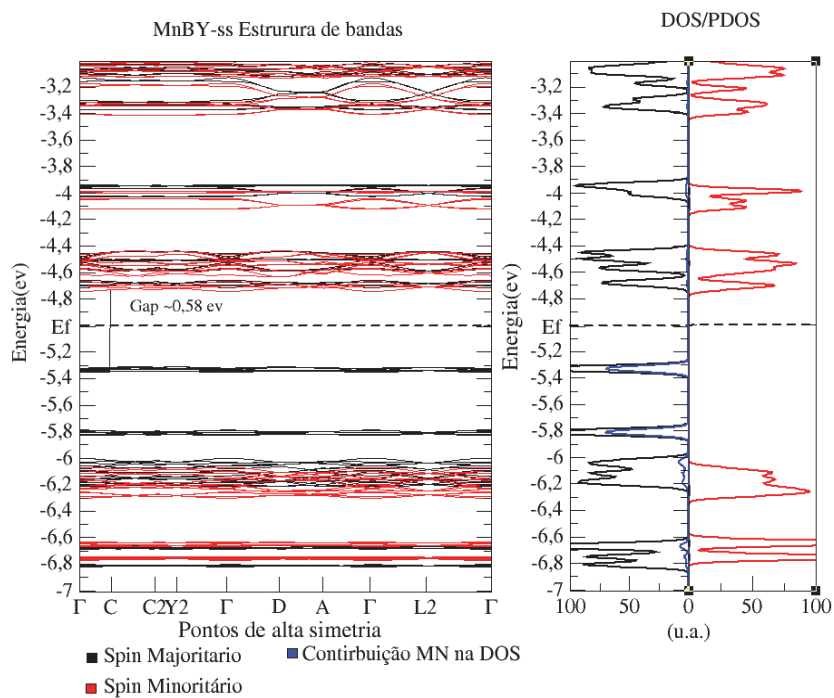 MnBY-ss Estrurura de bandas
DOS/PDOS
-3,2
-3,4
-3,6
-3,8
-4
-4,2
-4,4
-4,6
-4,8
Ef
-5,2
-5,4
-5,6
-5,8
-6
-6,2
-6,4
-6,6
-6,8
-7
Energia(ev)
Gap ~0,58 ev
Γ C C2Y2 Γ D A Γ L2 Γ
Pontos de alta simetria
-3,2
-3,4
-3,6
-3,8
-4
-4,2
-4,4
-4,6
-4,8
Ef
-5,2
-5,4
-5,6
-5,8
-6
-6,2
-6,4
-6,6
-6,8
-7
Energia(ev)
100 50 0 50 100
(u.a.)
Spin Majoritario
Contirbuição MN na DOS
Spin Minoritário